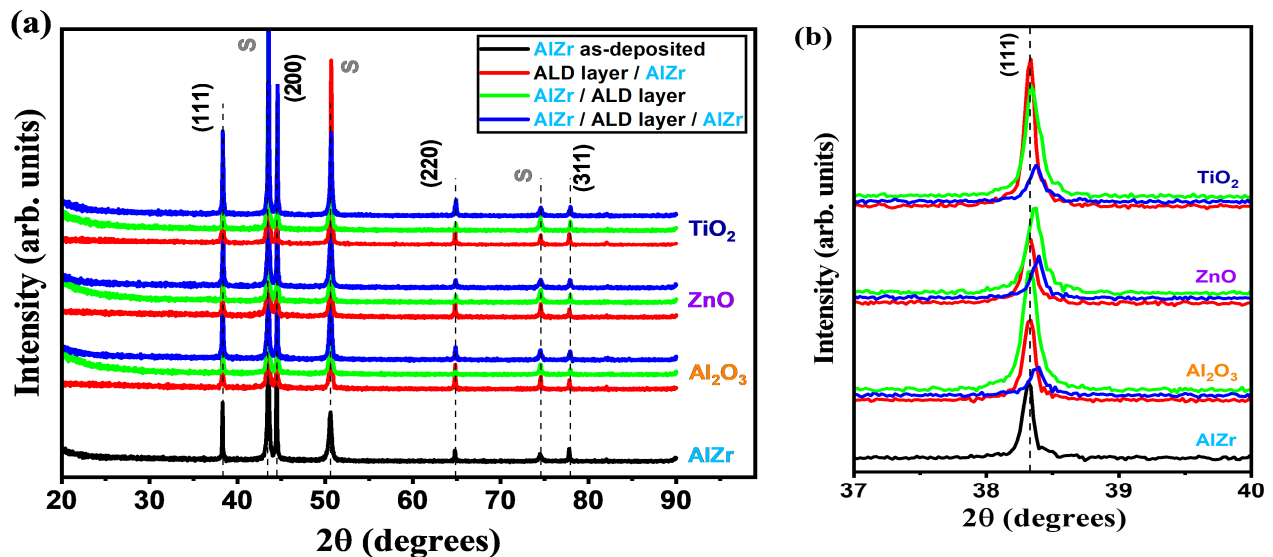 (a)
S
S
(111)
(200)
(220)
S
(311)
AlZr as-deposited
ALD layer / AlZr
AlZr / ALD layer
AlZr / ALD layer / AlZr
TiO₂
ZnO
Al₂O₃
AlZr
Intensity (arb. units)
20 30 40 50 60 70 80 90
2θ (degrees)
(b)
(111)
TiO₂
ZnO
Al₂O₃
AlZr
Intensity (arb. units)
37 38 39 40
2θ (degrees)